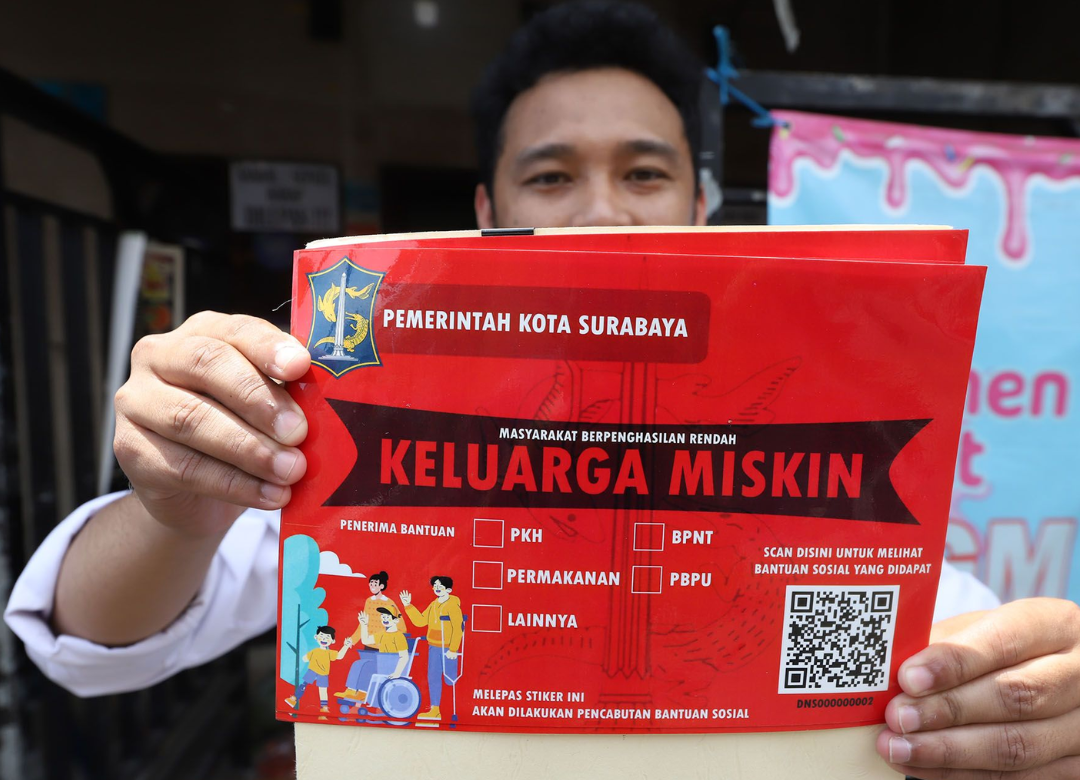 PEMERINTAH KOTA SURABAYA
MASYARAKAT BERPENGHASILAN RENDAH
KELUARGA MISKIN
PENERIMA BANTUAN
PKH
BPNT
PERMAKANAN
PBPU
LAINNYA
SCAN DISINI UNTUK MELIHAT
BANTUAN SOSIAL YANG DIDAPAT
DNS000000002
MELEPAS STIKER INI
AKAN DILAKUKAN PENCABUTAN BANTUAN SOSIAL